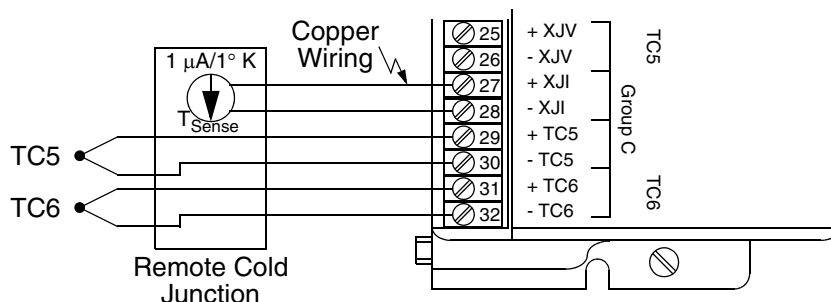 Copper
Wiring
1 µA/1° K
TSense
TC5
TC6
Remote Cold
Junction
25 + XJV
26 - XJV
27 + XJI
28 - XJI
29 + TC5
30 - TC5
31 + TC6
32 - TC6
Group C
TC5
TC6